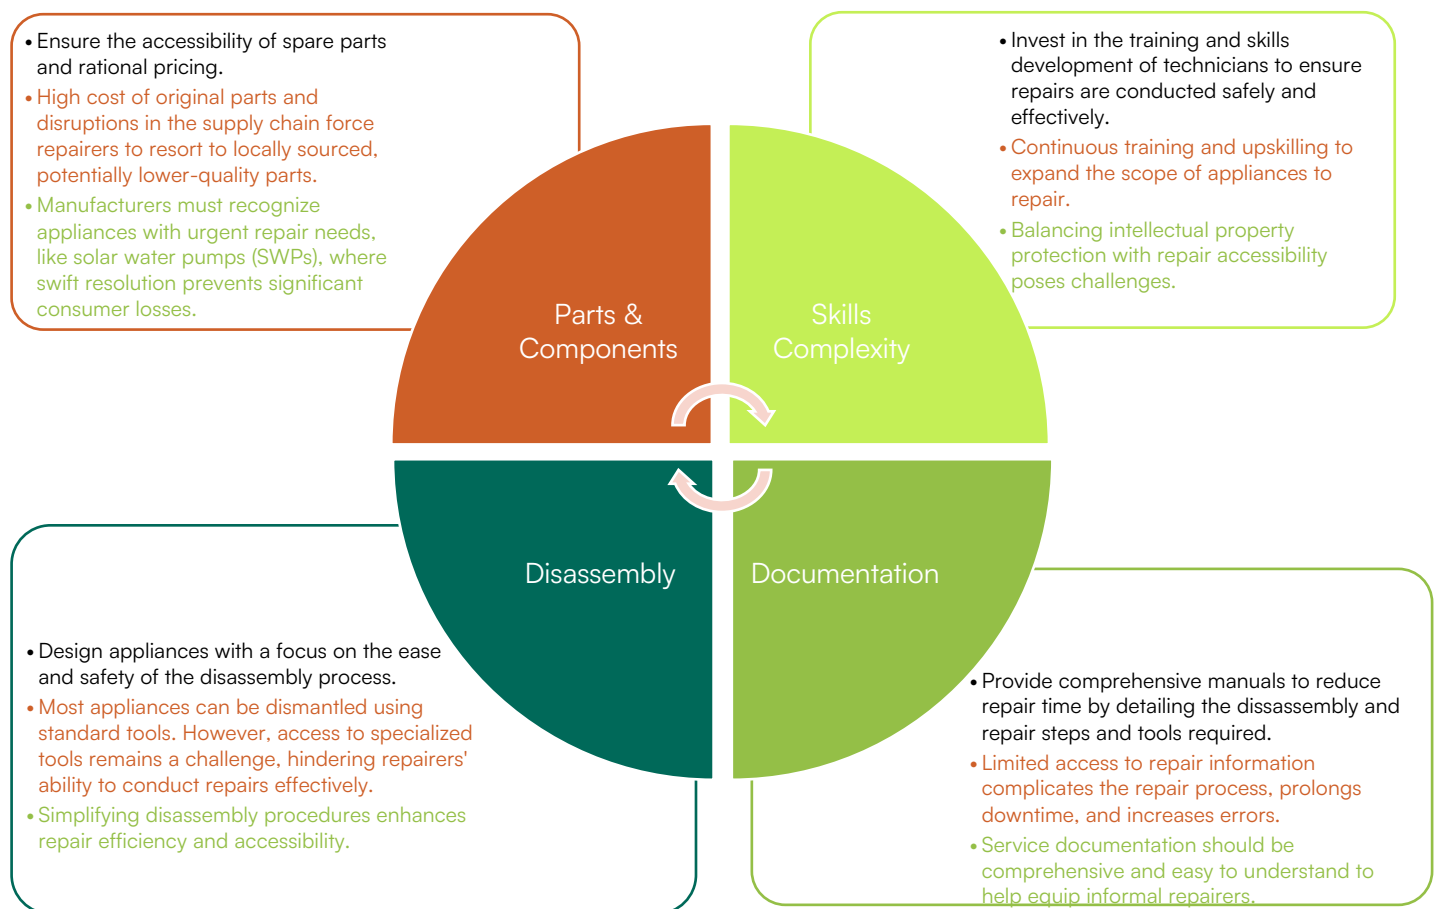 • Ensure the accessibility of spare parts
and rational pricing.
• High cost of original parts and
disruptions in the supply chain force
repairers to resort to locally sourced,
potentially lower-quality parts.
• Manufacturers must recognize
appliances with urgent repair needs,
like solar water pumps (SWPs), where
swift resolution prevents significant
consumer losses.
• Invest in the training and skills
development of technicians to ensure
repairs are conducted safely and
effectively.
• Continuous training and upskilling to
expand the scope of appliances to
repair.
• Balancing intellectual property
protection with repair accessibility
poses challenges.
Parts &
Components
Skills
Complexity
Disassembly
Documentation
• Design appliances with a focus on the ease
and safety of the disassembly process.
• Most appliances can be dismantled using
standard tools. However, access to specialized
tools remains a challenge, hindering repairers'
ability to conduct repairs effectively.
• Simplifying disassembly procedures enhances
repair efficiency and accessibility.
• Provide comprehensive manuals to reduce
repair time by detailing the dissassembly and
repair steps and tools required.
• Limited access to repair information
complicates the repair process, prolongs
downtime, and increases errors.
• Service documentation should be
comprehensive and easy to understand to
help equip informal repairers.